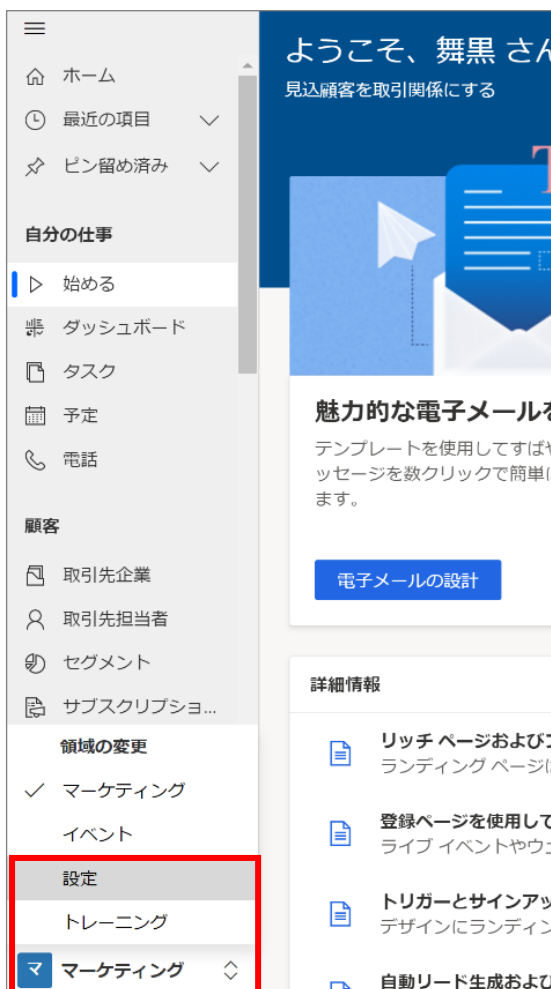 ホーム
最近の項目
ピン留め済み
自分の仕事
始める
ダッシュボード
タスク
予定
電話
顧客
取引先企業
取引先担当者
セグメント
サブスクリプショ...
領域の変更
マーケティング
イベント
設定
トレーニング
マ マーケティング
ようこそ、舞黒 さん
見込顧客を取引関係にする
T
魅力的な電子メールを
テンプレートを使用してすばや
ッセージを数クリックで簡単に
ます。
電子メールの設計
詳細情報
リッチ ページおよび
ランディング ページは
登録ページを使用して
ライブ イベントやウェ
トリガーとサインアッ
デザインにランディン
自動リード生成および